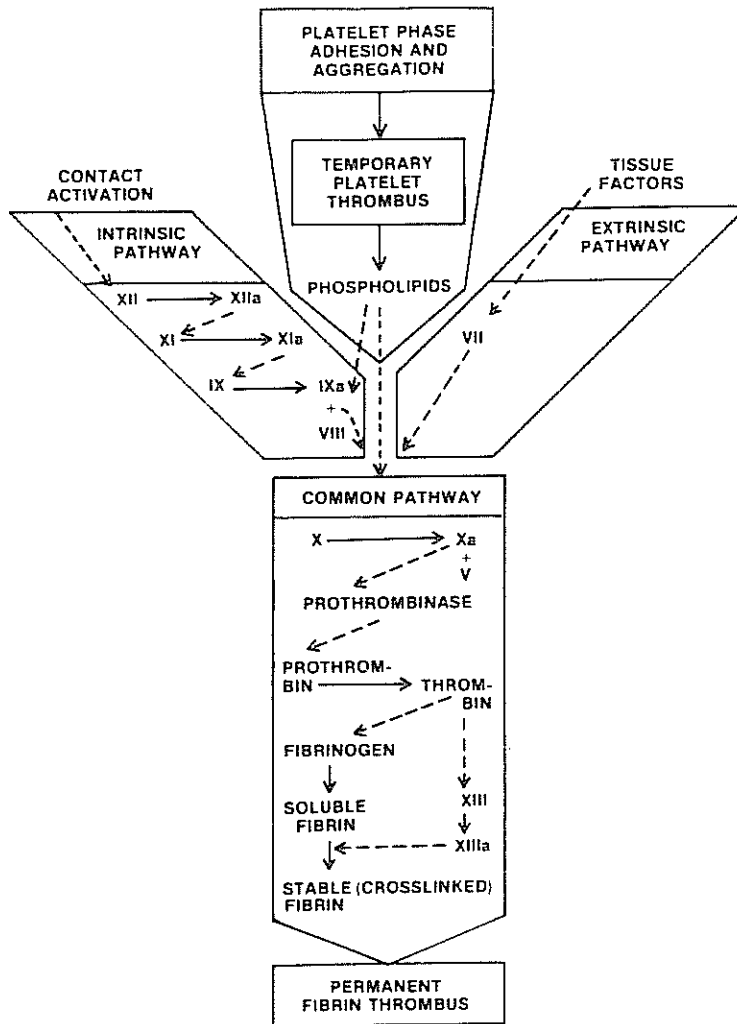 PLATELET PHASE
ADHESION AND
AGGREGATION
TEMPORARY
PLATELET
THROMBUS
PHOSPHOLIPIDS
CONTACT
ACTIVATION
INTRINSIC
PATHWAY
XII XIIa
XI XIa
IX IXa
+
VIII
TISSUE
FACTORS
EXTRINSIC
PATHWAY
VII
COMMON PATHWAY
X Xa
+
V
PROTHROMBINASE
PROTHROM-
BIN
THROM-
BIN
FIBRINOGEN
XIII
SOLUBLE
FIBRIN
XIIIa
STABLE (CROSSLINKED)
FIBRIN
PERMANENT
FIBRIN THROMBUS